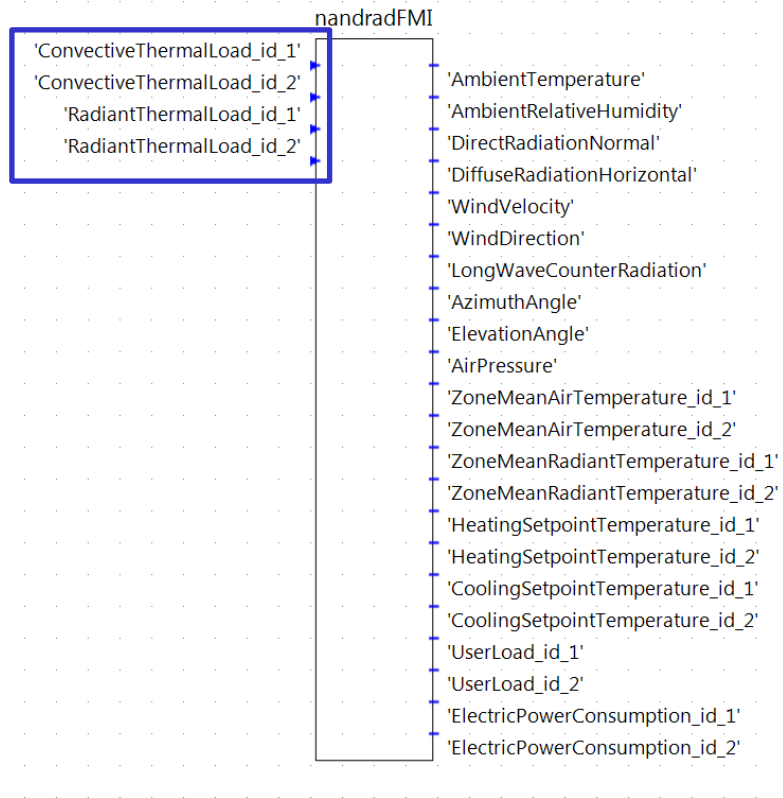 nandradFMI
'ConvectiveThermalLoad_id_1'
'ConvectiveThermalLoad_id_2'
'RadiantThermalLoad_id_1'
'RadiantThermalLoad_id_2'
'AmbientTemperature'
'AmbientRelativeHumidity'
'DirectRadiationNormal'
'DiffuseRadiationHorizontal'
'WindVelocity'
'WindDirection'
'LongWaveCounterRadiation'
'AzimuthAngle'
'ElevationAngle'
'AirPressure'
'ZoneMeanAirTemperature_id_1'
'ZoneMeanAirTemperature_id_2'
'ZoneMeanRadiantTemperature_id_1'
'ZoneMeanRadiantTemperature_id_2'
'HeatingSetpointTemperature_id_1'
'HeatingSetpointTemperature_id_2'
'CoolingSetpointTemperature_id_1'
'CoolingSetpointTemperature_id_2'
'UserLoad_id_1'
'UserLoad_id_2'
'ElectricPowerConsumption_id_1'
'ElectricPowerConsumption_id_2'